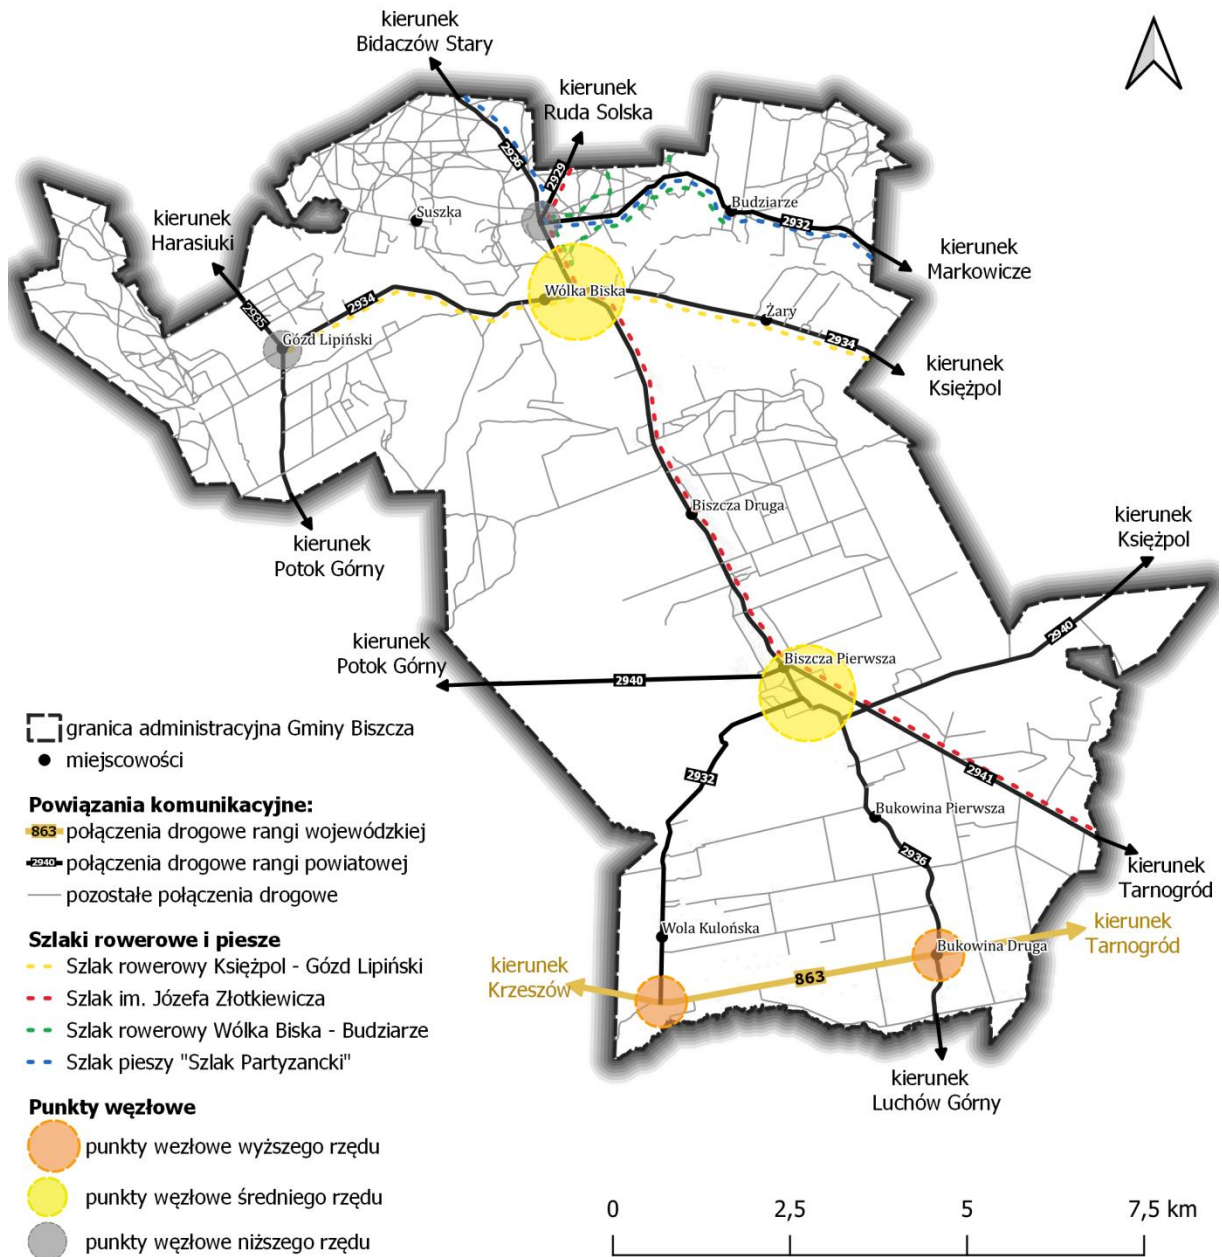 kierunek
Bidaczów Stary
kierunek
Ruda Solska
2936
2929
kierunek
Harasiuki
Suszka
Budziarze
2932
kierunek
Markowicze
2935
2934
Wólka Biska
Żary
2934
Gózd Lipiński
kierunek
Księżpol
kierunek
Potok Górny
Biszcza Druga
kierunek
Księżpol
2940
kierunek
Potok Górny
2940
Biszcza Pierwsza
2932
2941
Bukowina Pierwsza
2936
kierunek
Tarnogród
Wola Kulońska
Bukowina Druga
kierunek
Tarnogród
kierunek
Krzeszów
863
kierunek
Luchów Górny
granica administracyjna Gminy Biszcza
miejscowości
Powiązania komunikacyjne:
863 połączenia drogowe rangi wojewódzkiej
2940 połączenia drogowe rangi powiatowej
pozostałe połączenia drogowe
Szlaki rowerowe i piesze
Szlak rowerowy Księżpol - Gózd Lipiński
Szlak im. Józefa Złotkiewicza
Szlak rowerowy Wólka Biska - Budziarze
Szlak pieszy "Szlak Partyzancki"
Punkty węzłowe
punkty wezłowe wyższego rzędu
punkty węzłowe średniego rzędu
punkty węzłowe niższego rzędu
0 2,5 5 7,5 km